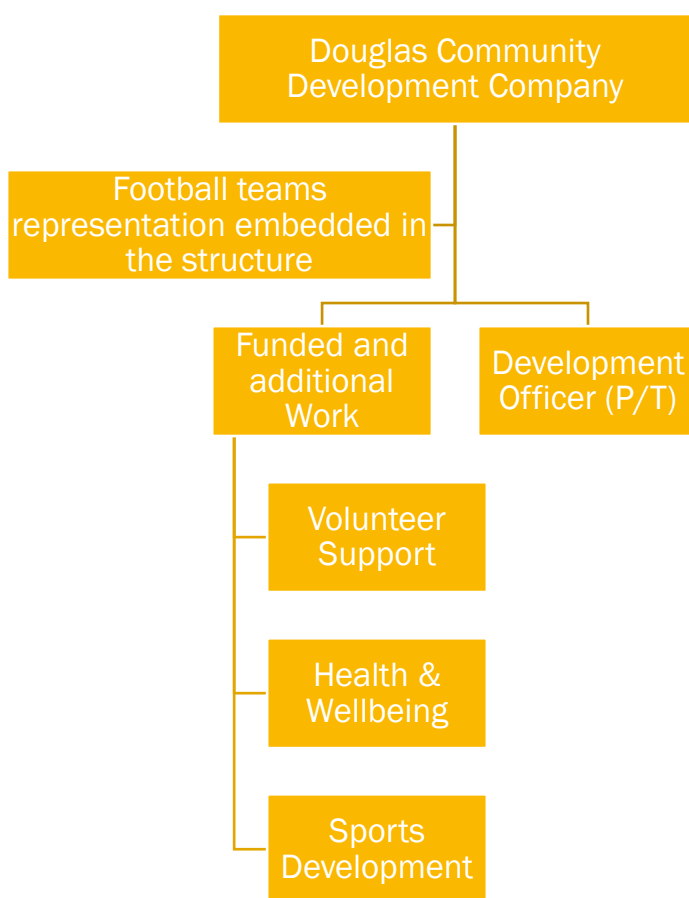 Douglas Community
Development Company
Football teams
representation embedded in
the structure
Funded and
additional
Work
Development
Officer (P/T)
Volunteer
Support
Health &
Wellbeing
Sports
Development